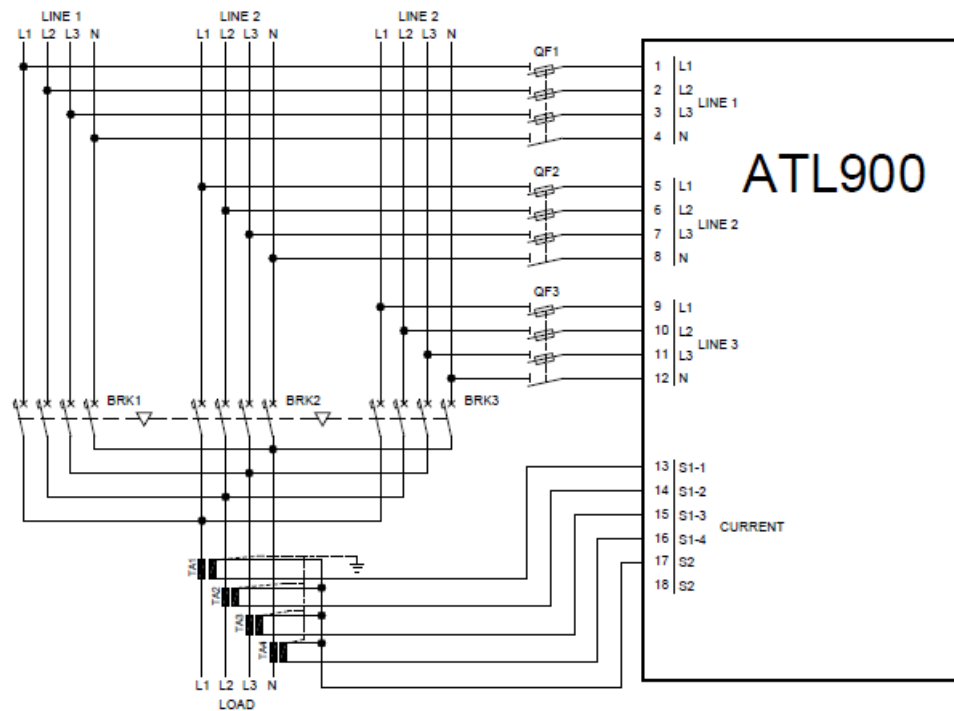 LINE 1 LINE 2 LINE 2
L1 L2 L3 N L1 L2 L3 N L1 L2 L3 N
QF1
1 L1
2 L2
3 L3
LINE 1
4 N
ATL900
QF2
5 L1
6 L2
7 L3
LINE 2
8 N
QF3
9 L1
10 L2
11 L3
LINE 3
12 N
BRK1 BRK2 BRK3
13 S1-1
14 S1-2
15 S1-3
CURRENT
16 S1-4
17 S2
18 S2
TA1
TA2
TA3
TA4
L1 L2 L3 N
LOAD